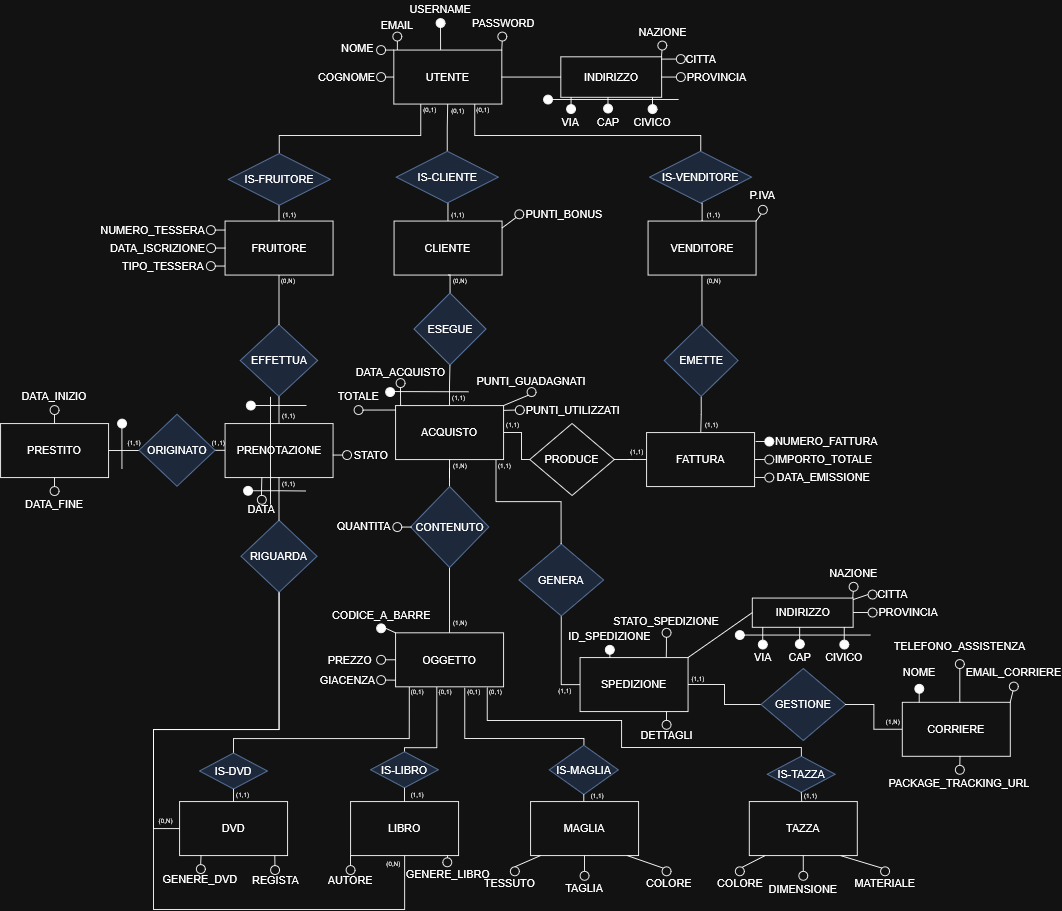 USERNAME
EMAIL
PASSWORD
NOME
COGNOME
UTENTE
NAZIONE
CITTA
PROVINCIA
INDIRIZZO
VIA
CAP
CIVICO
(0,1)
(0,1)
(0,1)
IS-FRUITORE
IS-CLIENTE
IS-VENDITORE
(1,1)
(1,1)
(1,1)
NUMERO_TESSERA
DATA_ISCRIZIONE
TIPO_TESSERA
FRUITORE
PUNTI_BONUS
CLIENTE
P.IVA
VENDITORE
(0,N)
(0,N)
(0,N)
EFFETTUA
ESEGUE
EMETTE
DATA_ACQUISTO
TOTALE
PUNTI_GUADAGNATI
PUNTI_UTILIZZATI
ACQUISTO
(1,1)
(1,1)
(1,1)
(1,1)
DATA_INIZIO
PRESTITO
DATA_FINE
(1,1)
ORIGINATO
(1,1)
PRENOTAZIONE
STATO
DATA
(1,1)
PRODUCE
(1,1)
FATTURA
NUMERO_FATTURA
IMPORTO_TOTALE
DATA_EMISSIONE
(1,N)
(1,1)
QUANTITA
CONTENUTO
RIGUARDA
GENERA
NAZIONE
CITTA
PROVINCIA
INDIRIZZO
VIA
CAP
CIVICO
CODICE_A_BARRE
(1,N)
PREZZO
GIACENZA
OGGETTO
STATO_SPEDIZIONE
ID_SPEDIZIONE
SPEDIZIONE
(1,1)
(1,1)
DETTAGLI
GESTIONE
(1,N)
TELEFONO_ASSISTENZA
NOME
EMAIL_CORRIERE
CORRIERE
PACKAGE_TRACKING_URL
(0,1)
(0,1)
(0,1)
(0,1)
IS-DVD
IS-LIBRO
IS-MAGLIA
IS-TAZZA
(1,1)
(1,1)
(1,1)
(1,1)
(0,N)
DVD
LIBRO
MAGLIA
TAZZA
(0,N)
GENERE_DVD
REGISTA
AUTORE
GENERE_LIBRO
TESSUTO
TAGLIA
COLORE
COLORE
DIMENSIONE
MATERIALE